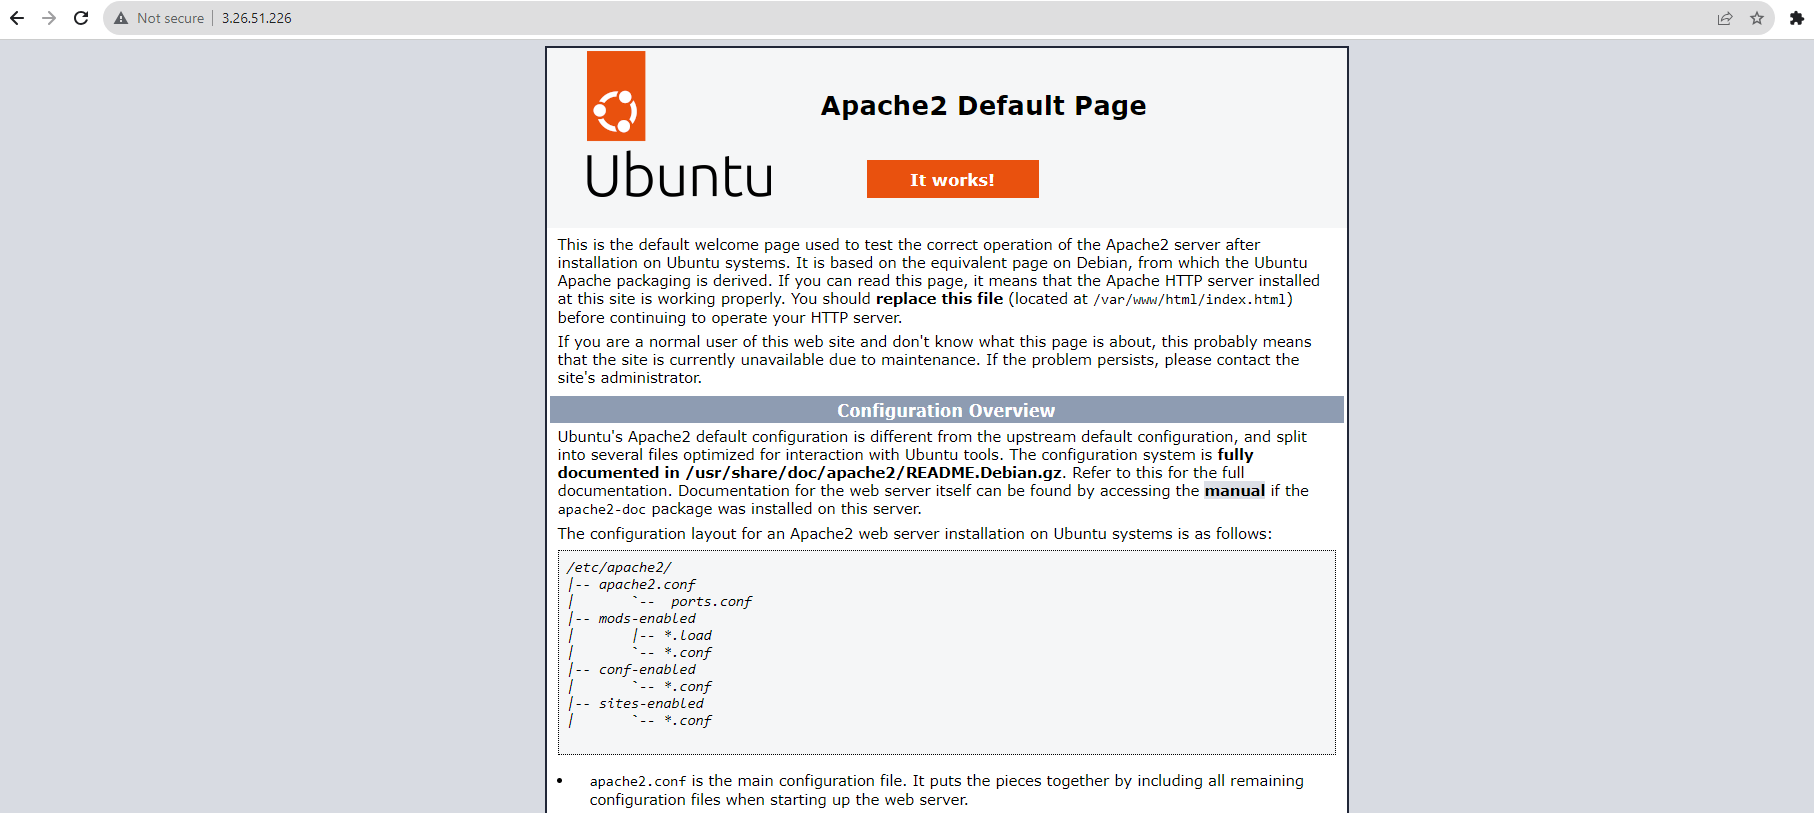 Not secure | 3.26.51.226
Apache2 Default Page
Ubuntu
It works!
This is the default welcome page used to test the correct operation of the Apache2 server after
installation on Ubuntu systems. It is based on the equivalent page on Debian, from which the Ubuntu
Apache packaging is derived. If you can read this page, it means that the Apache HTTP server installed
at this site is working properly. You should replace this file (located at /var/www/html/index.html)
before continuing to operate your HTTP server.
If you are a normal user of this web site and don't know what this page is about, this probably means
that the site is currently unavailable due to maintenance. If the problem persists, please contact the
site's administrator.
Configuration Overview
Ubuntu's Apache2 default configuration is different from the upstream default configuration, and split
into several files optimized for interaction with Ubuntu tools. The configuration system is fully
documented in /usr/share/doc/apache2/README.Debian.gz. Refer to this for the full
documentation. Documentation for the web server itself can be found by accessing the manual if the
apache2-doc package was installed on this server.
The configuration layout for an Apache2 web server installation on Ubuntu systems is as follows:
/etc/apache2/
|-- apache2.conf
|       `--  ports.conf
|-- mods-enabled
|       |-- *.load
|       `-- *.conf
|-- conf-enabled
|       `-- *.conf
|-- sites-enabled
|       `-- *.conf
• apache2.conf is the main configuration file. It puts the pieces together by including all remaining
configuration files when starting up the web server.